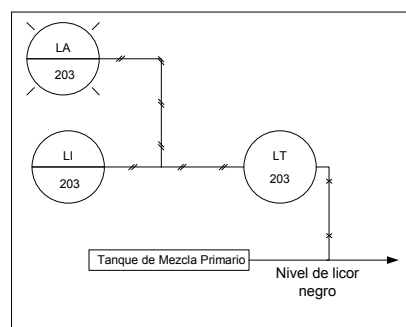 LA
203
LI
203
LT
203
Tanque de Mezcla Primario
Nivel de licor
negro